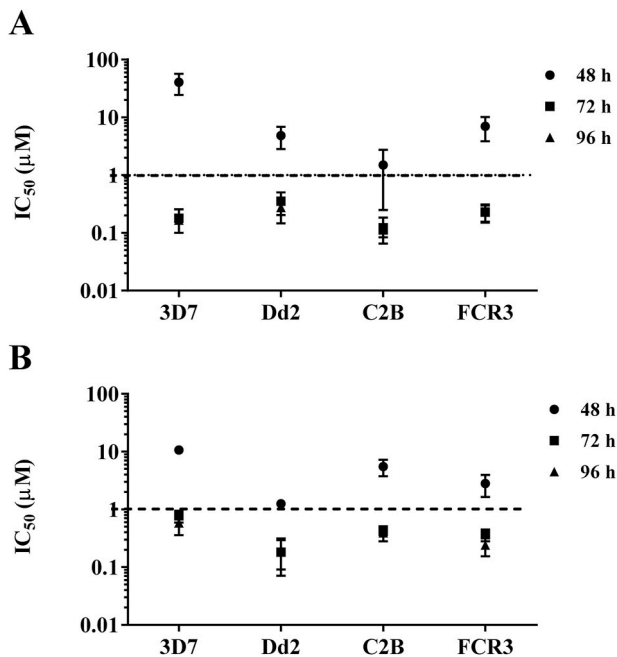 A
100
10
1
0.1
0.01
IC50 (µM)
3D7 Dd2 C2B FCR3
48 h
72 h
96 h
B
100
10
1
0.1
0.01
IC50 (µM)
3D7 Dd2 C2B FCR3
48 h
72 h
96 h